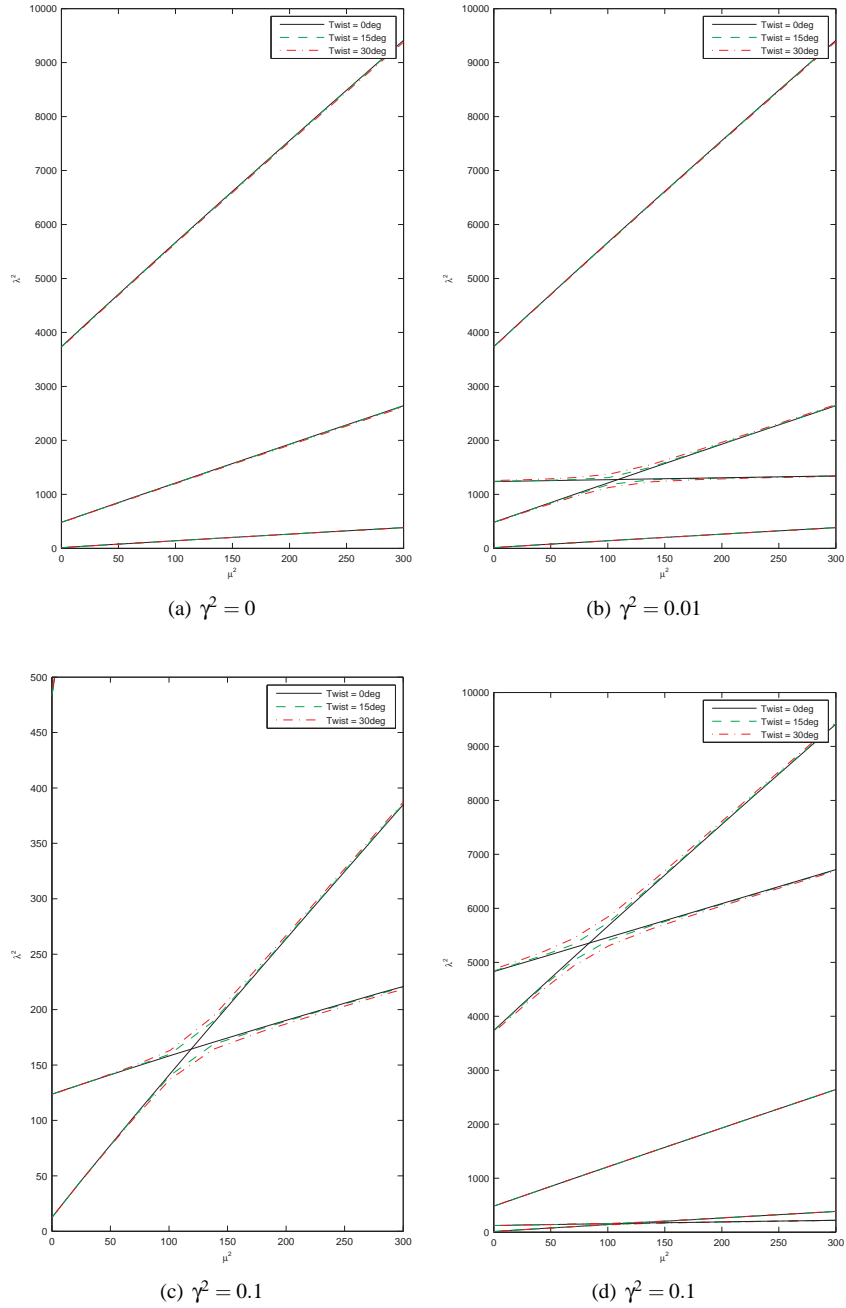 10000
9000
8000
7000
6000
5000
4000
3000
2000
1000
0
λ²
0 50 100 150 200 250 300
μ²
Twist = 0deg
Twist = 15deg
Twist = 30deg
(a) γ² = 0
10000
9000
8000
7000
6000
5000
4000
3000
2000
1000
0
λ²
0 50 100 150 200 250 300
μ²
Twist = 0deg
Twist = 15deg
Twist = 30deg
(b) γ² = 0.01
500
450
400
350
300
250
200
150
100
50
0
λ²
0 50 100 150 200 250 300
μ²
Twist = 0deg
Twist = 15deg
Twist = 30deg
(c) γ² = 0.1
10000
9000
8000
7000
6000
5000
4000
3000
2000
1000
0
λ²
0 50 100 150 200 250 300
μ²
Twist = 0deg
Twist = 15deg
Twist = 30deg
(d) γ² = 0.1